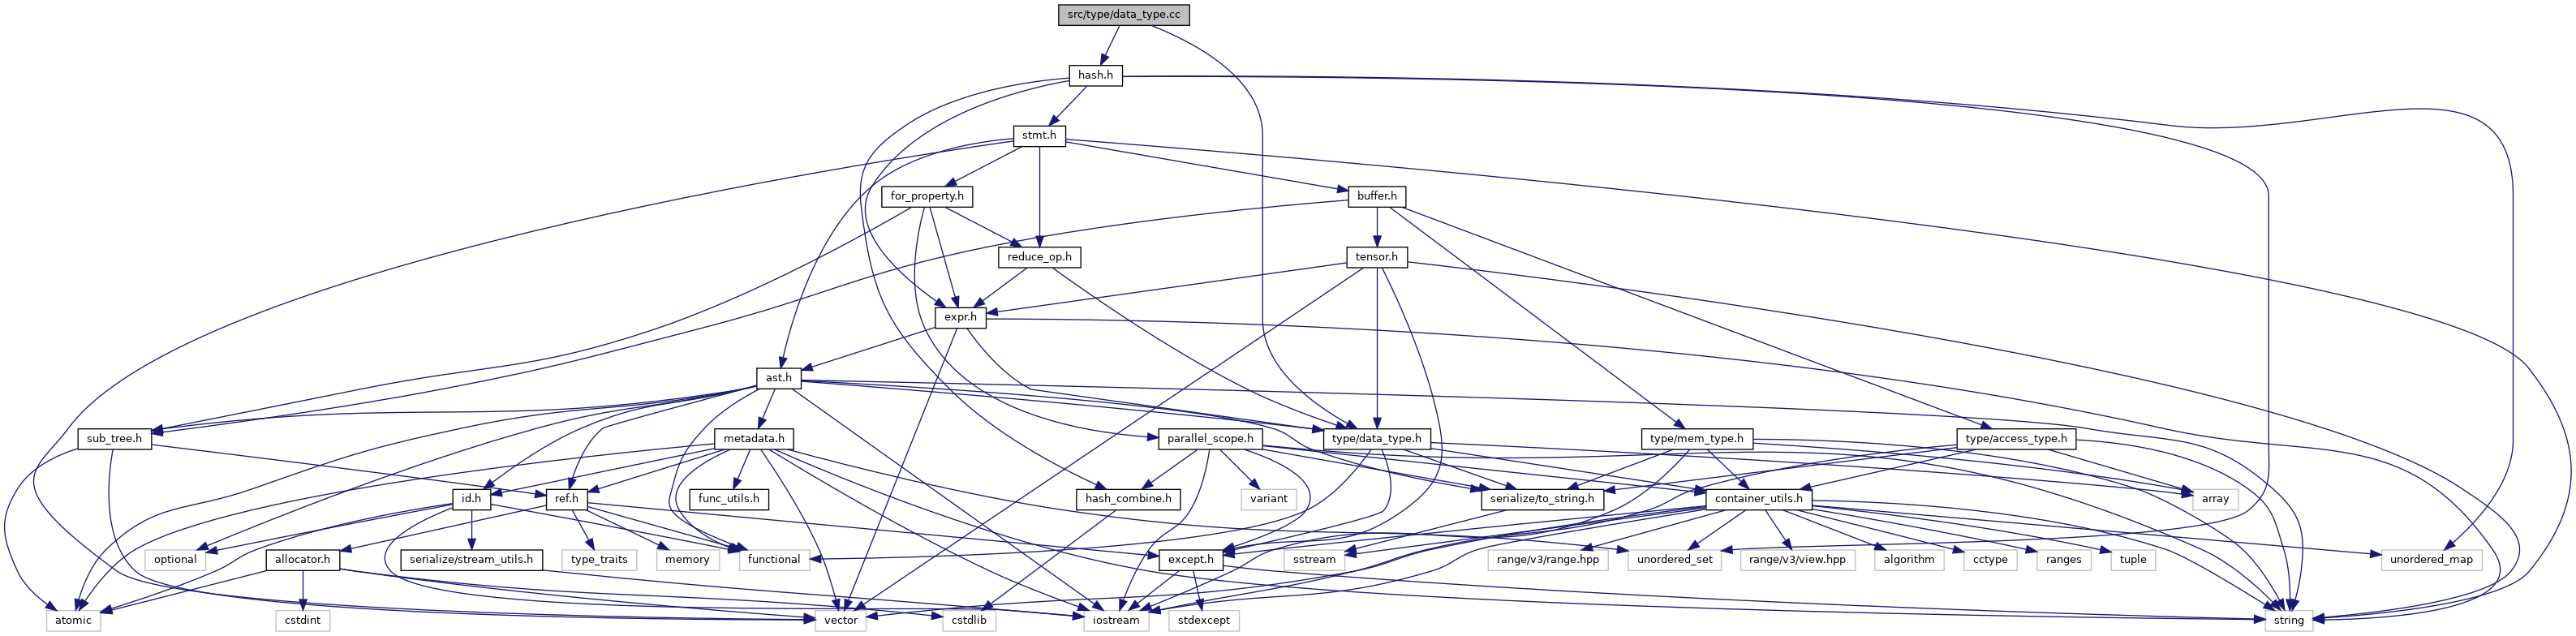 src/type/data_type.cc
hash.h
stmt.h
for_property.h
buffer.h
reduce_op.h
tensor.h
expr.h
ast.h
sub_tree.h
metadata.h
parallel_scope.h
type/data_type.h
type/mem_type.h
type/access_type.h
id.h
ref.h
func_utils.h
hash_combine.h
variant
serialize/to_string.h
container_utils.h
array
optional
allocator.h
serialize/stream_utils.h
type_traits
memory
functional
except.h
sstream
range/v3/range.hpp
unordered_set
range/v3/view.hpp
algorithm
cctype
ranges
tuple
unordered_map
atomic
cstdint
vector
cstdlib
iostream
stdexcept
string